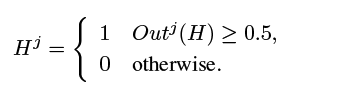 H^j = { 1 Out^j(H) ≥ 0.5,
0 otherwise.